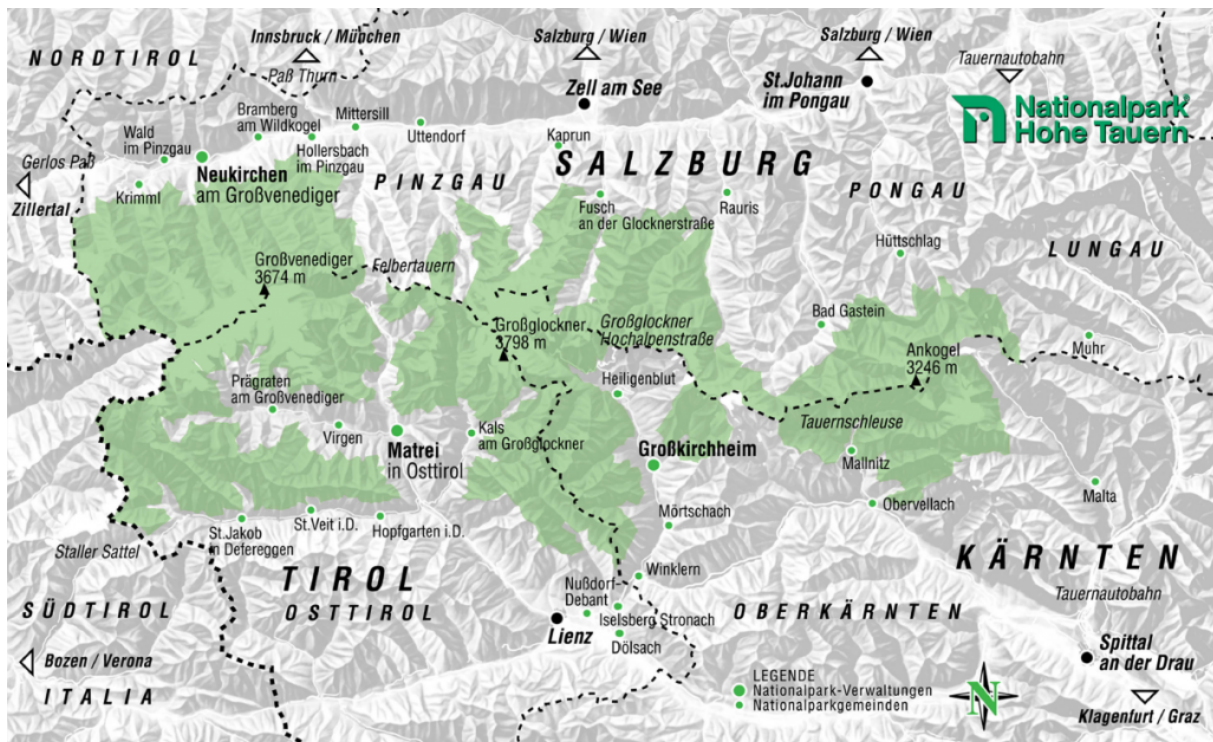 NORDTIROL
Innsbruck / München
Paß Thurn
Salzburg / Wien
Salzburg / Wien
Tauernautobahn
Zell am See
St.Johann
im Pongau
Nationalpark®
Hohe Tauern
Bramberg
am Wildkogel
Mittersill
Uttendorf
Wald
im Pinzgau
Hollersbach
im Pinzgau
Kaprun
SALZBURG
Gerlos Paß
Neukirchen
am Großvenediger
PINZGAU
PONGAU
Zillertal
Krimml
Fusch
an der Glocknerstraße
Rauris
Hüttschlag
LUNGAU
Großvenediger
3674 m
Felbertauern
Großglockner
3798 m
Großglockner
Hochalpenstraße
Bad Gastein
Ankogel
3246 m
Muhr
Prägraten
am Großvenediger
Heiligenblut
Virgen
Matrei
in Osttirol
Kals
am Großglockner
Tauernschleuse
Großkirchheim
Mallnitz
Malta
Obervellach
St.Jakob
in Defereggen
St.Veit i.D.
Hopfgarten i.D.
Mörtschach
Staller Sattel
TIROL
OSTTIROL
Winklern
KÄRNTEN
Nußdorf-
Debant
SÜDTIROL
OBERKÄRNTEN
Tauernautobahn
Iselsberg Stronach
Lienz
Dölsach
Bozen / Verona
ITALIA
Spittal
an der Drau
LEGENDE
Nationalpark-Verwaltungen
Nationalparkgemeinden
N
Klagenfurt / Graz